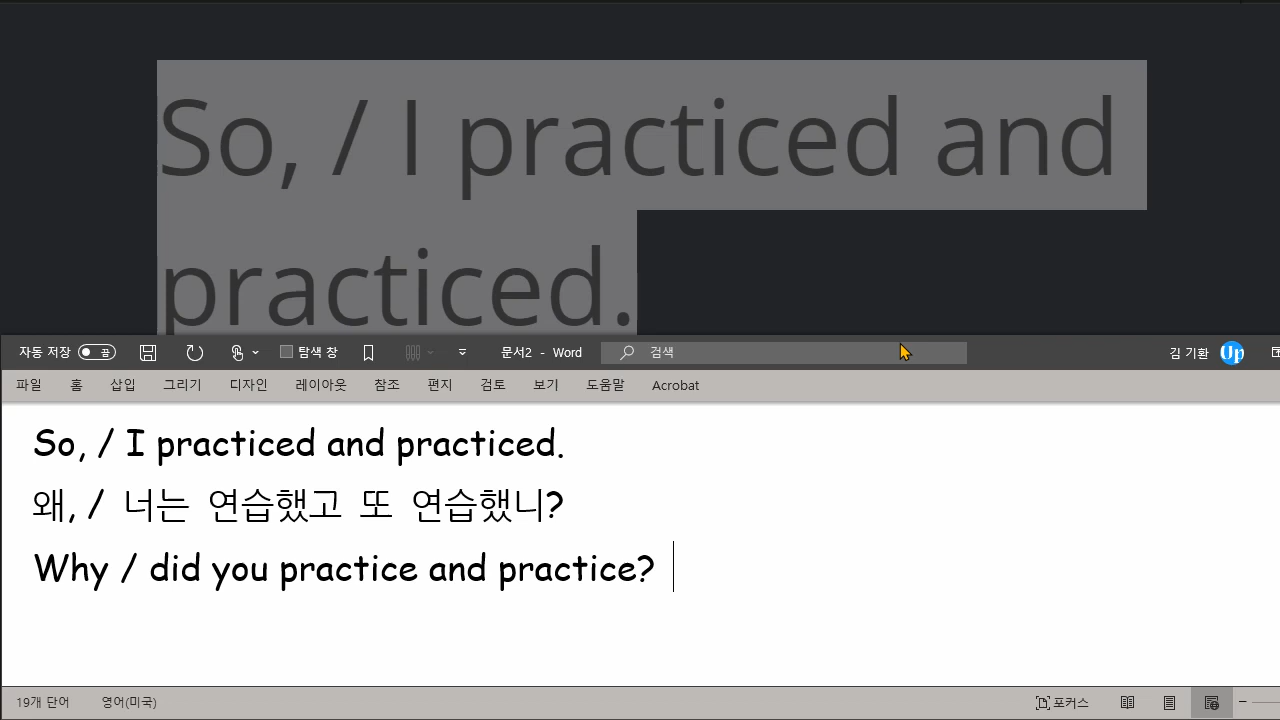 So, / I practiced and
practiced.
자동 저장 끔 탐색 창 문서2 - Word 검색 김 기환 Up
파일 홈 삽입 그리기 디자인 레이아웃 참조 편지 검토 보기 도움말 Acrobat
So, / I practiced and practiced.
왜, / 너는 연습했고 또 연습했니?
Why / did you practice and practice?
19개 단어 영어(미국) 포커스